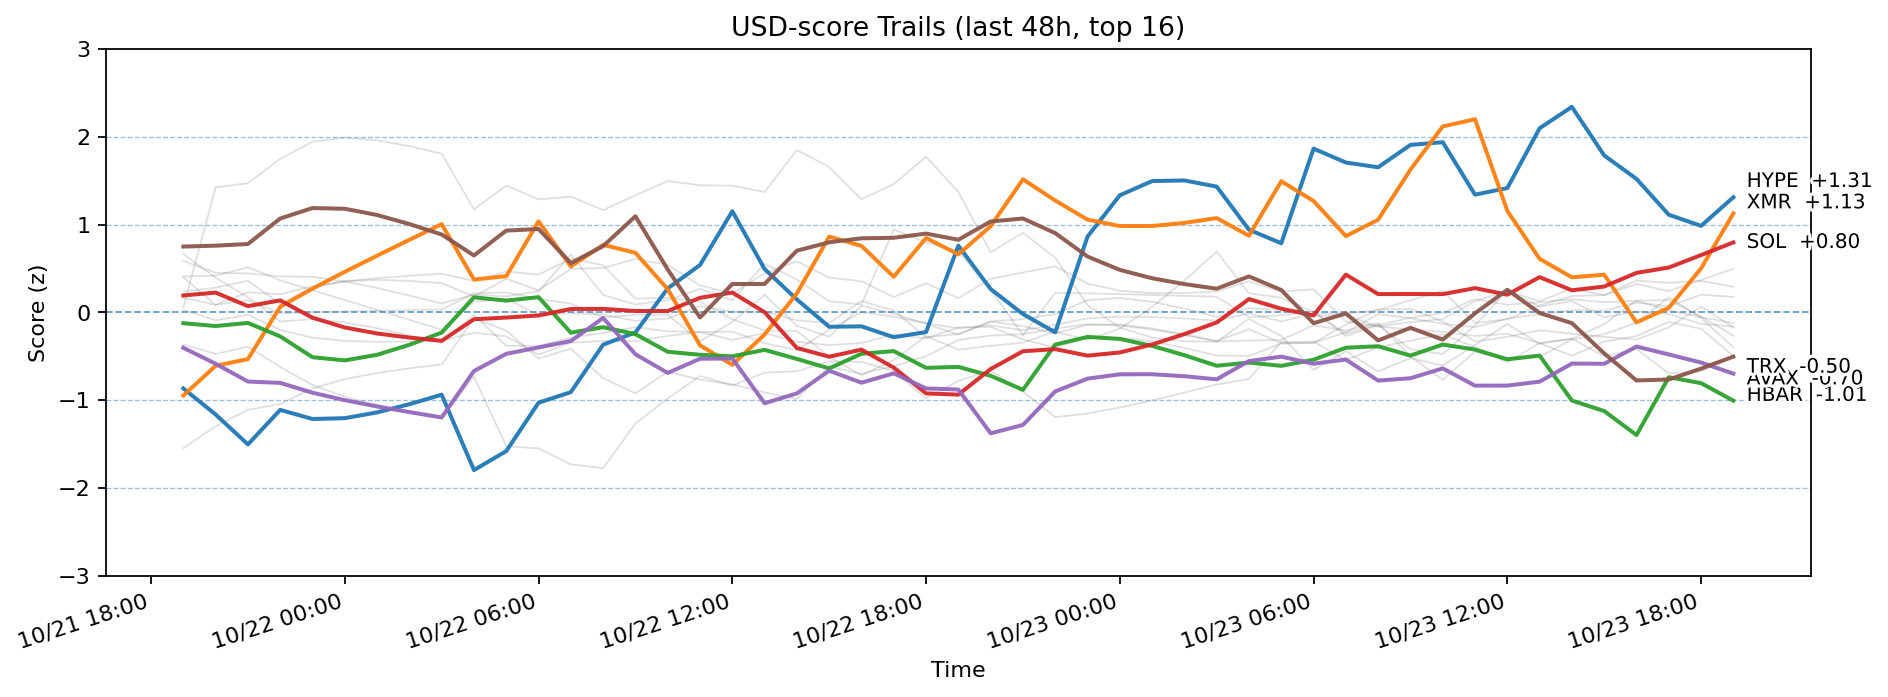 USD-score Trails (last 48h, top 16)
Score (z)
3
2
1
0
−1
−2
−3
HYPE +1.31
XMR +1.13
SOL +0.80
TRX -0.50
AVAX -0.70
HBAR -1.01
10/21 18:00
10/22 00:00
10/22 06:00
10/22 12:00
10/22 18:00
10/23 00:00
10/23 06:00
10/23 12:00
10/23 18:00
Time